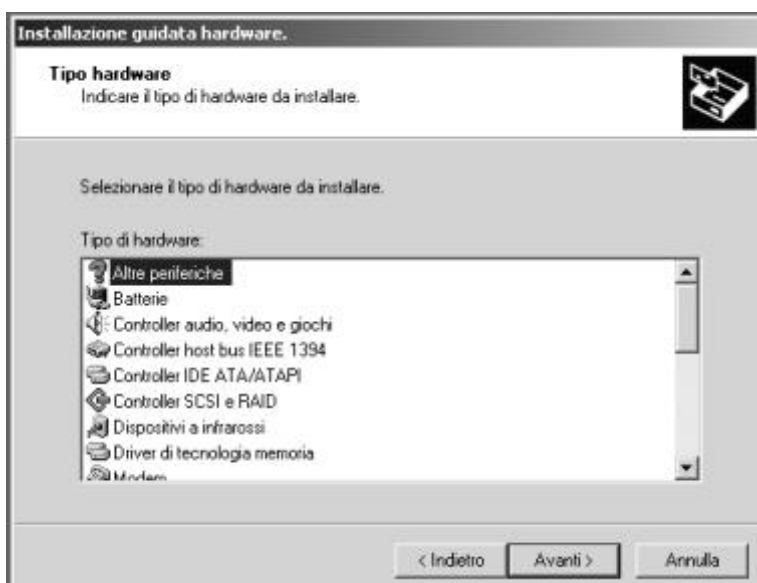 Installazione guidata hardware.
Tipo hardware
Indicare il tipo di hardware da installare.
Selezionare il tipo di hardware da installare.
Tipo di hardware:
Altre periferiche
Batterie
Controller audio, video e giochi
Controller host bus IEEE 1394
Controller IDE ATA/ATAPI
Controller SCSI e RAID
Dispositivi a infrarossi
Driver di tecnologia memoria
Modem
< Indietro
Avanti >
Annulla